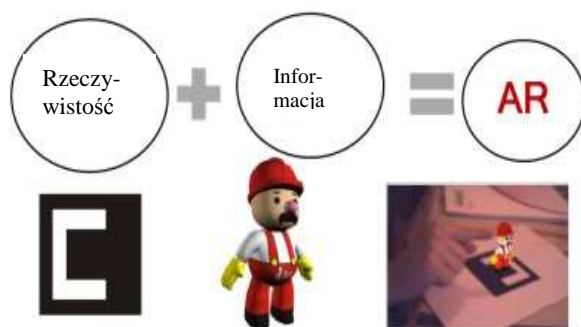 Rzeczy-
wistość
+
Infor-
macja
=
AR